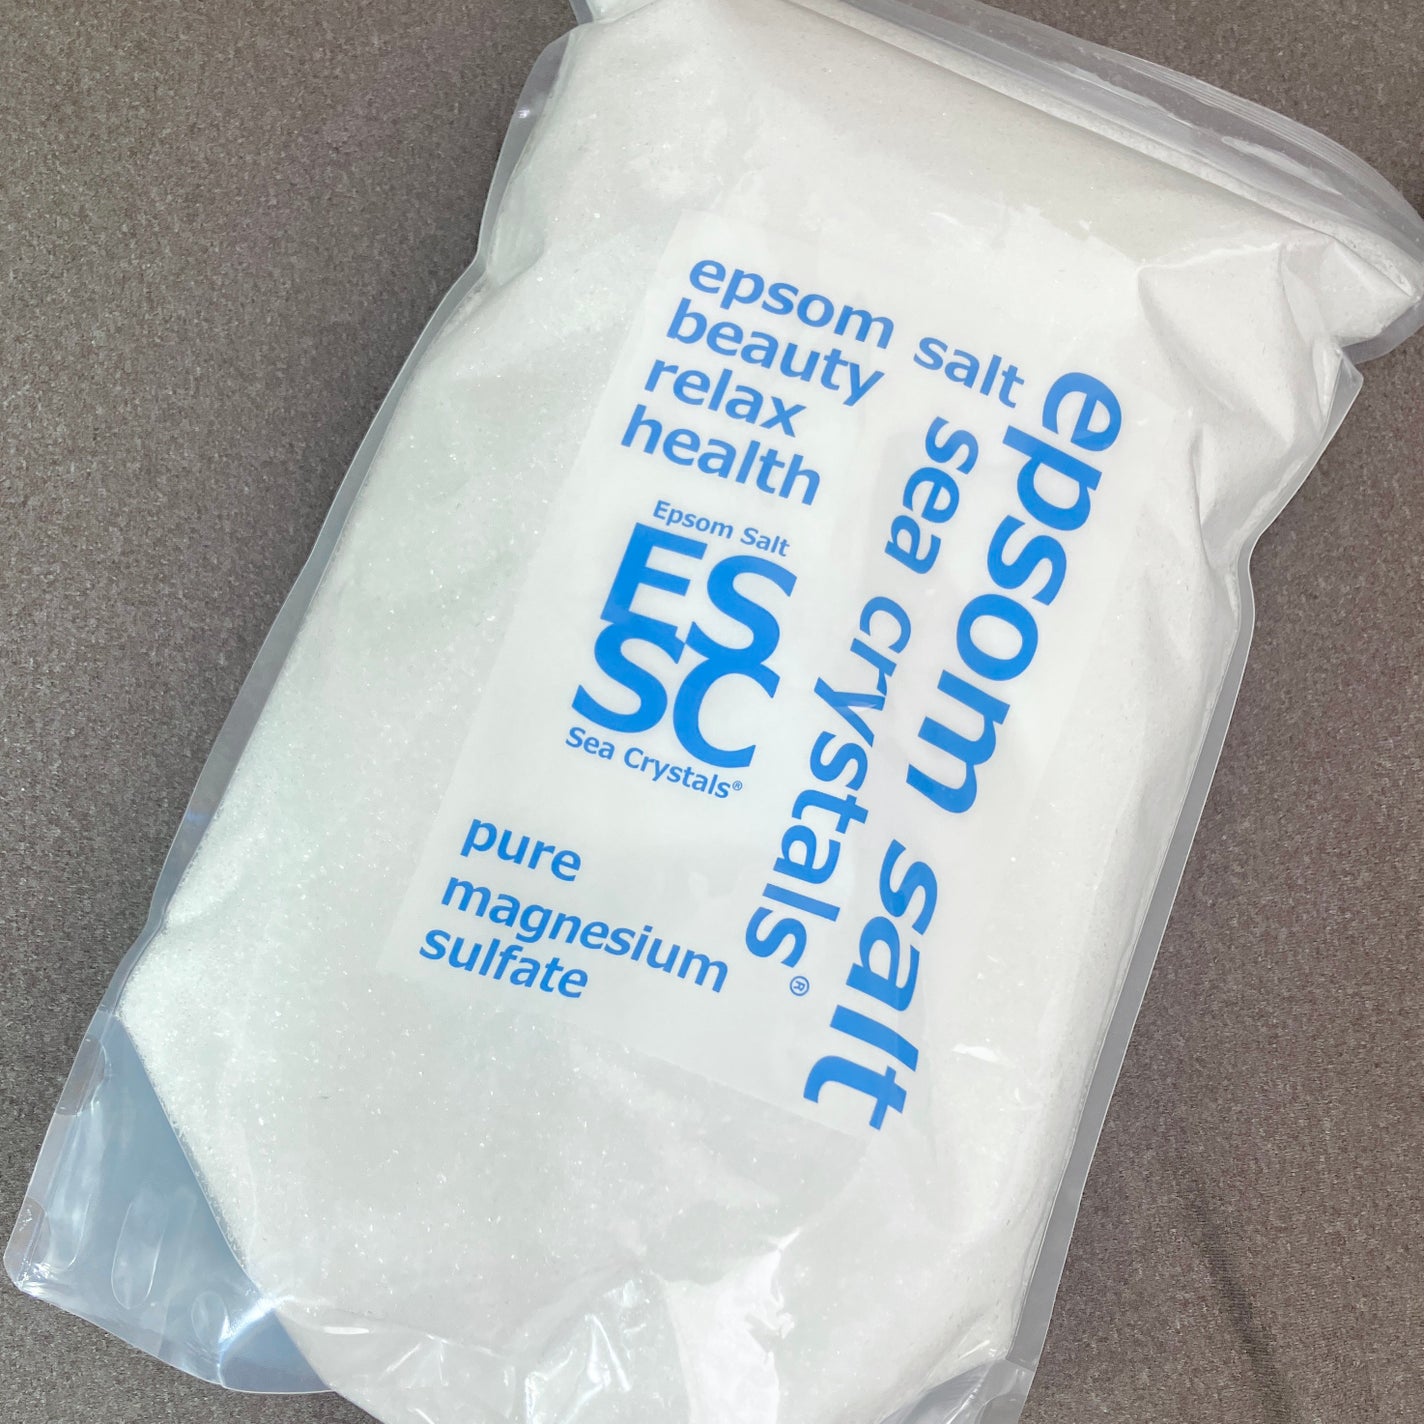 epsom salt
beauty
relax
health
Epsom Salt
ES
SC
Sea Crystals®
pure
magnesium
sulfate
epsom salt
sea crystals®